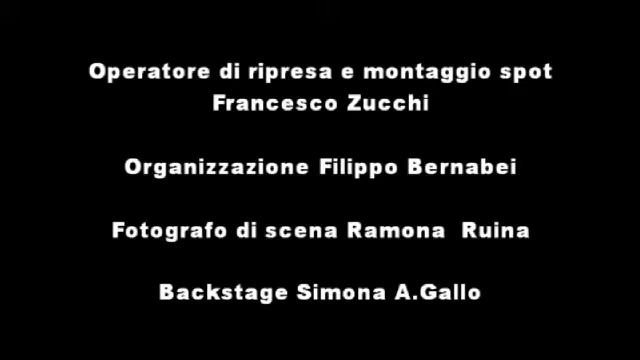 Operatore di ripresa e montaggio spot
Francesco Zucchi
Organizzazione Filippo Bernabei
Fotografo di scena Ramona  Ruina
Backstage Simona A.Gallo